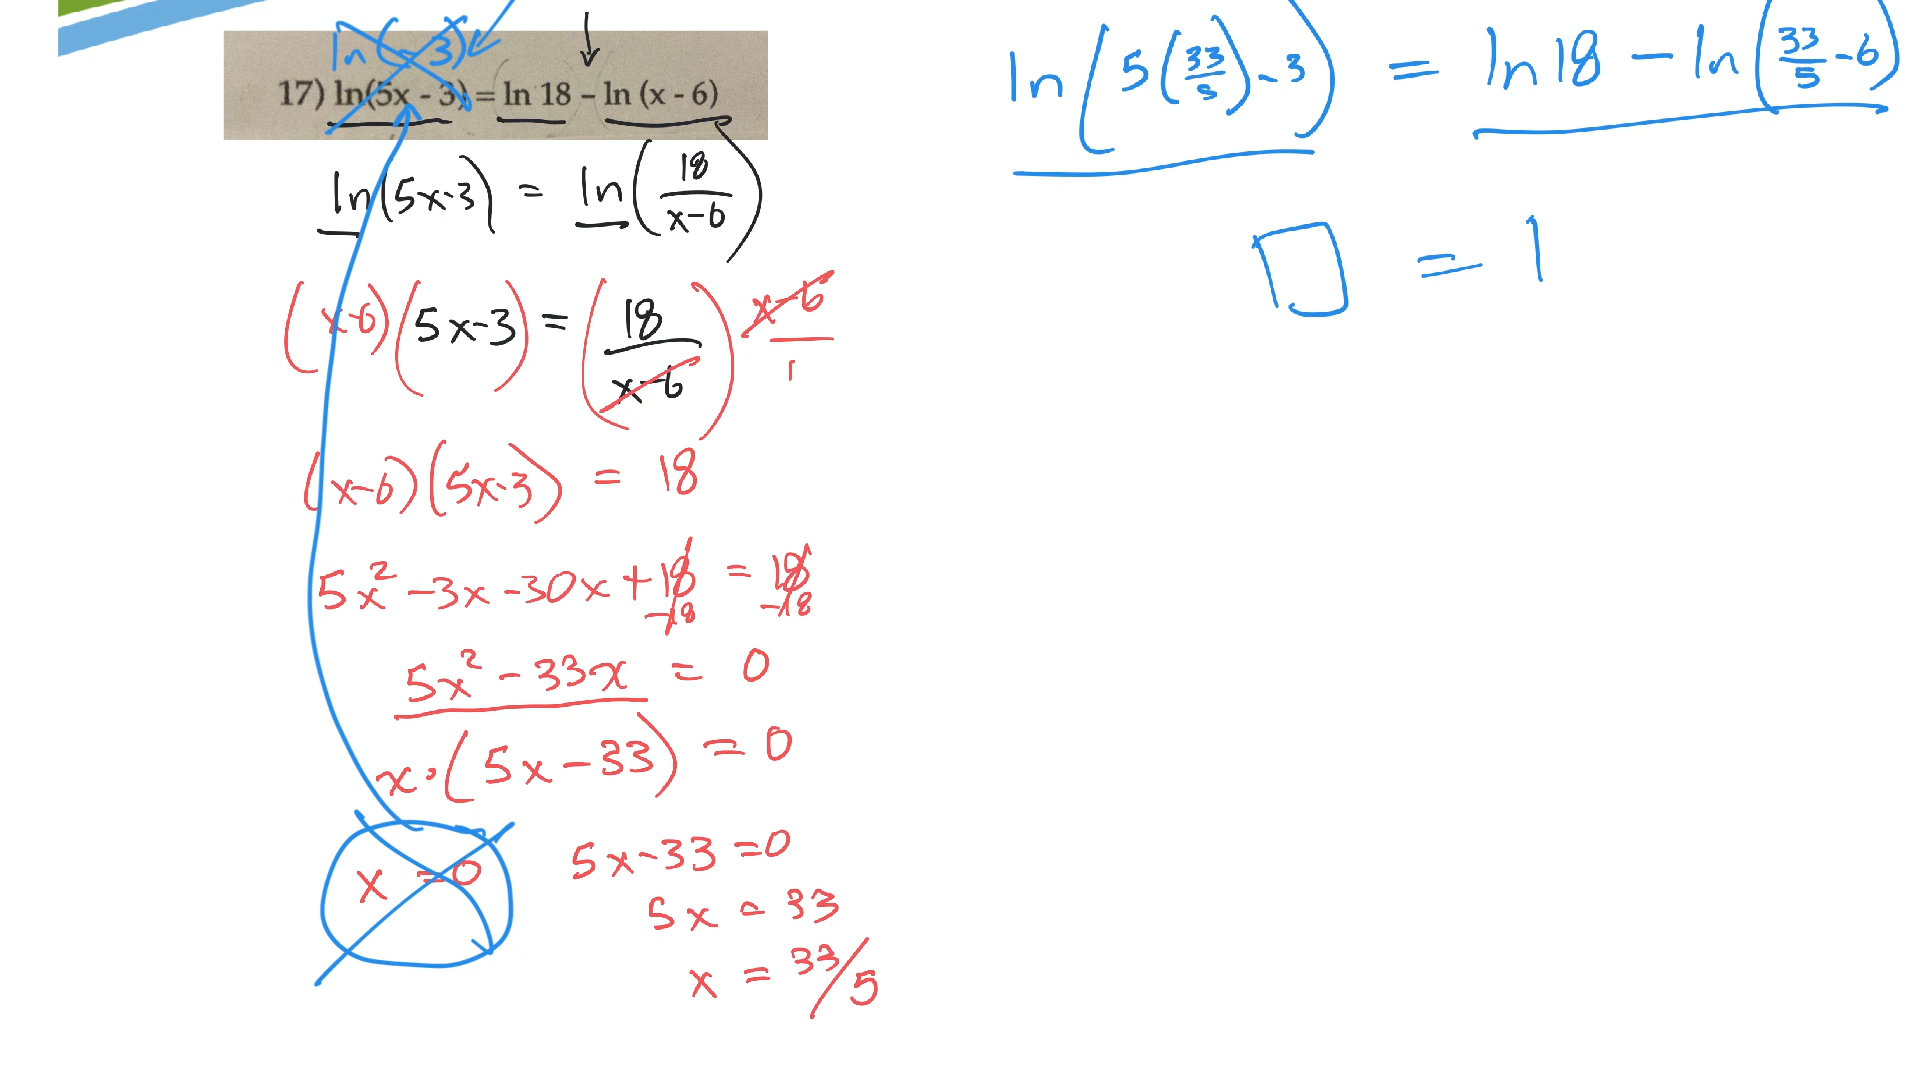 ln(-3)
17) ln(5x - 3) = ln 18 - ln (x - 6)
ln(5x-3) = ln(18/(x-6))
(x-6)(5x-3) = (18/(x-6)) (x-6)/1
(x-6)(5x-3) = 18
5x² -3x -30x +18 = 18
-18 -18
5x² - 33x = 0
x·(5x-33) = 0
x = 0
5x-33 = 0
5x = 33
x = 33/5
ln(5(33/5)-3) = ln 18 - ln(33/5 -6)
□ = 1